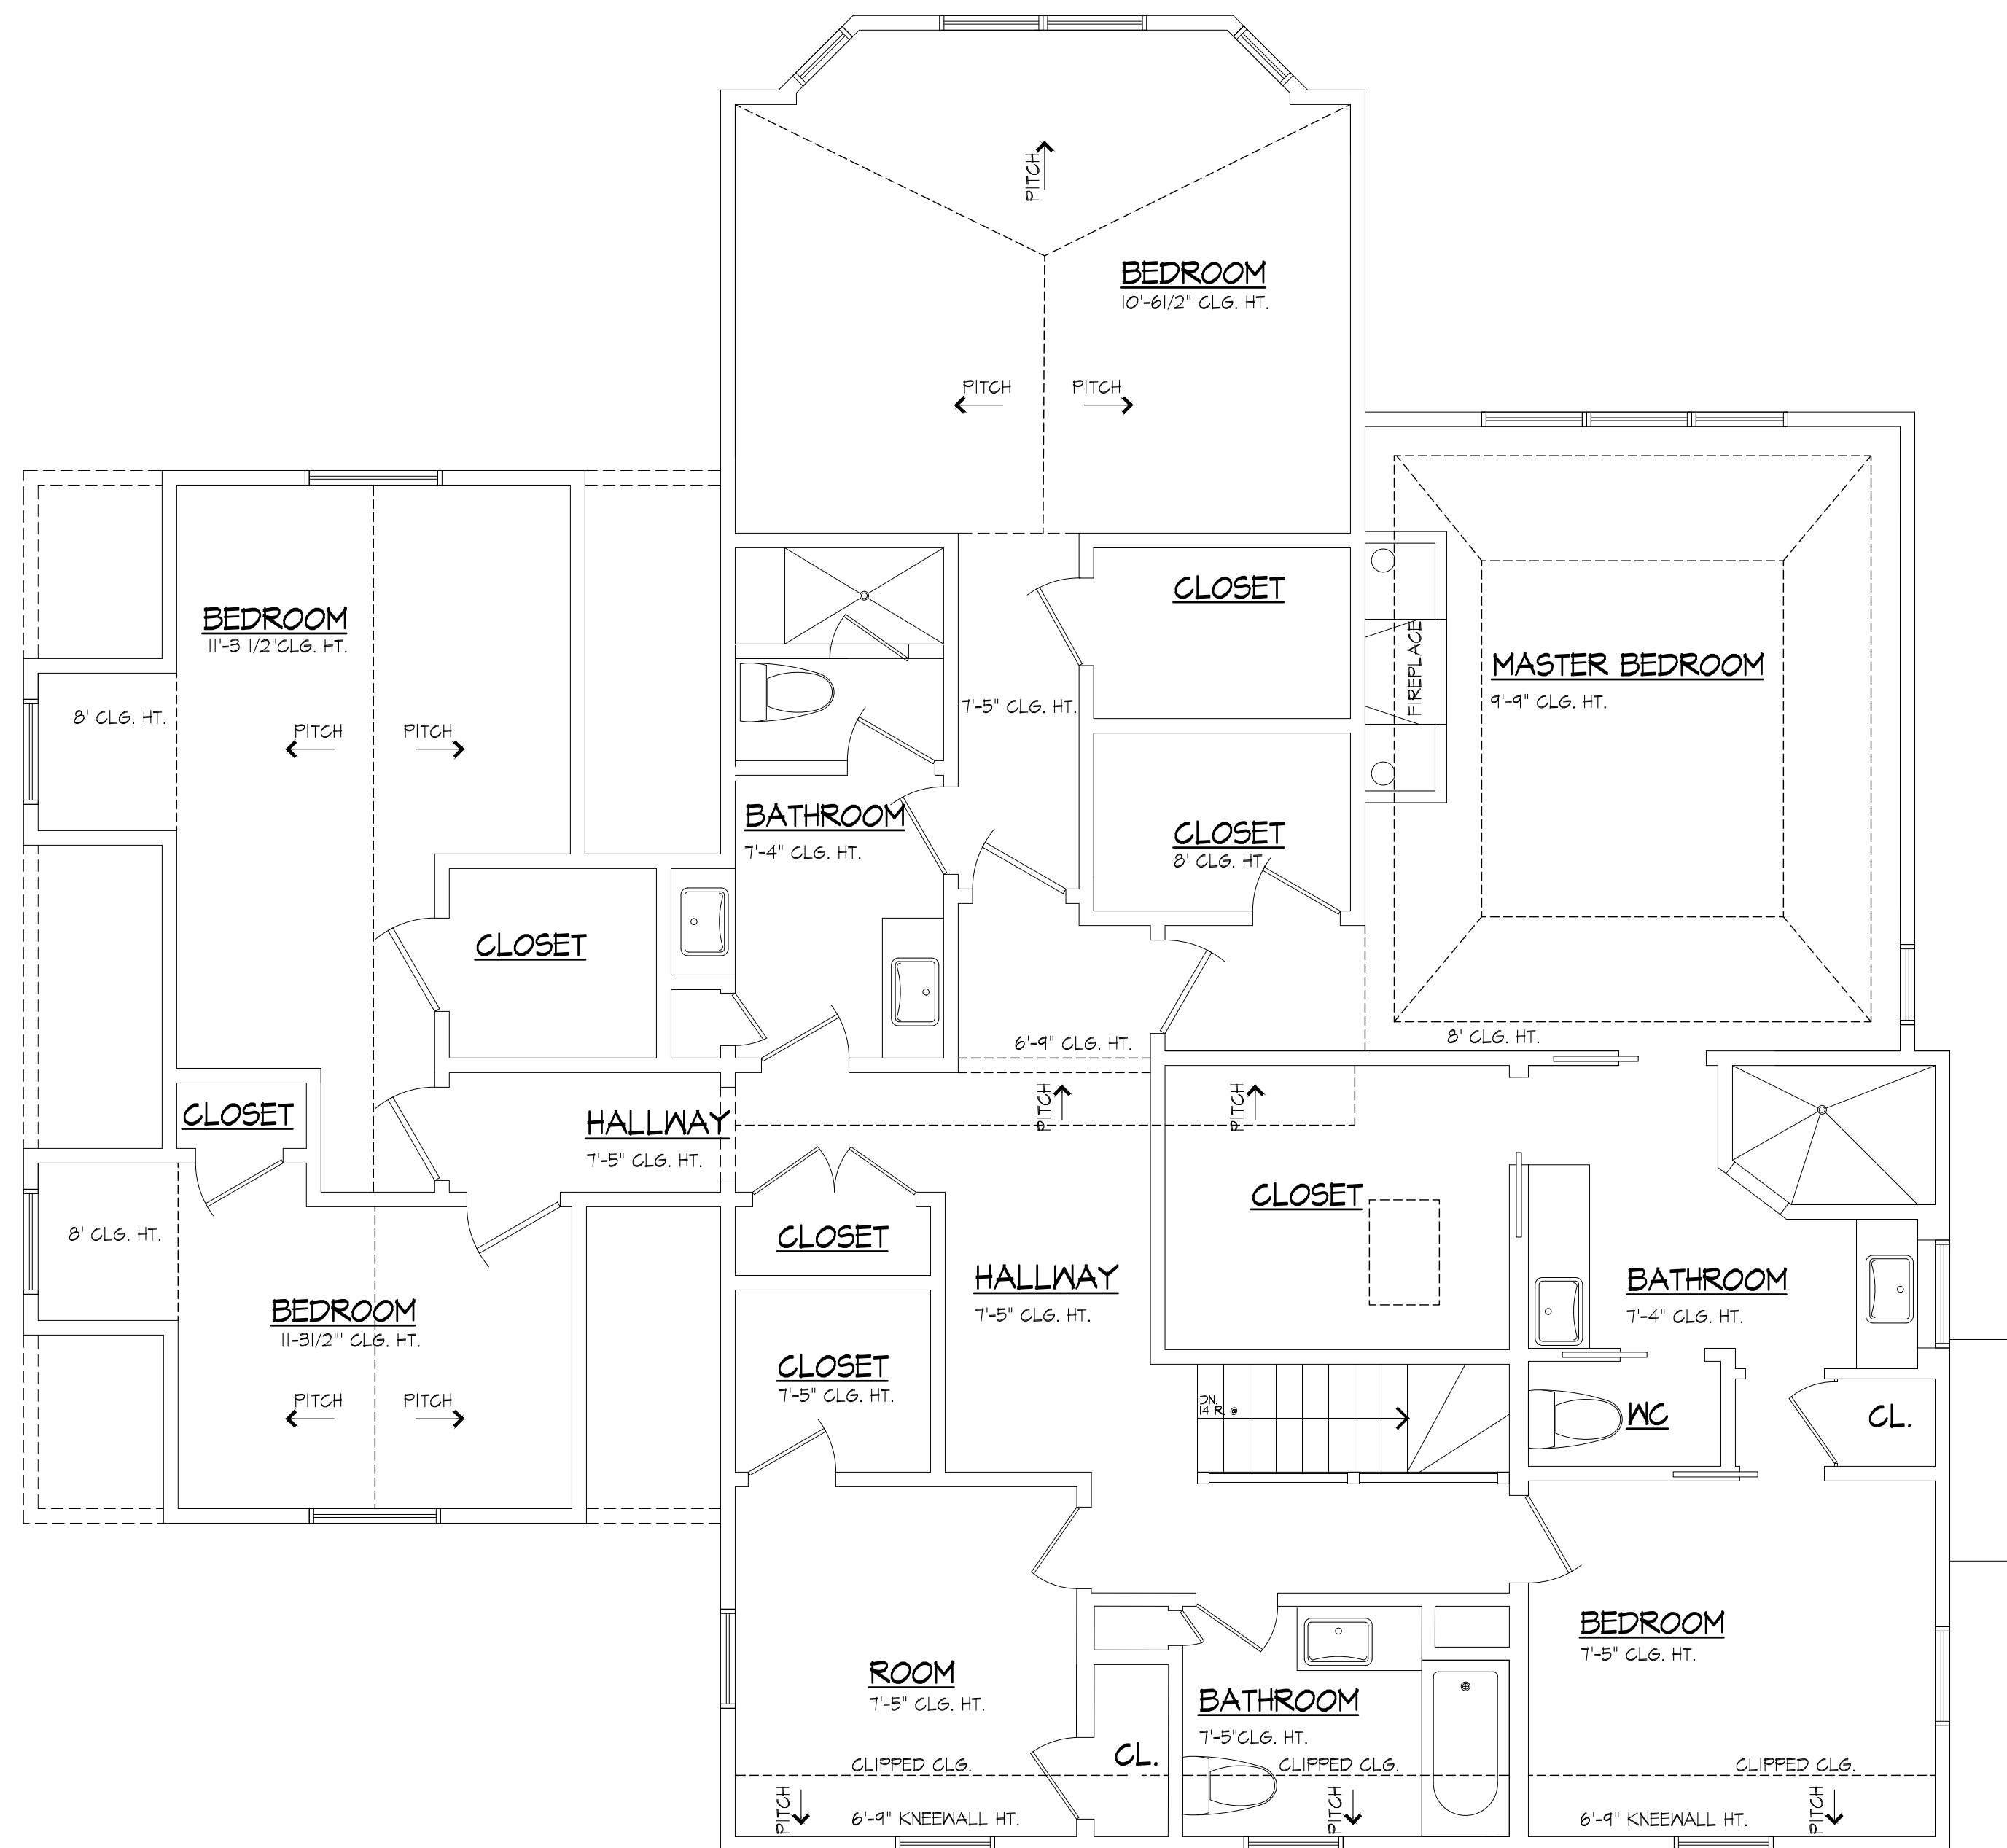 PITCH
BEDROOM
10'-61/2" CLG. HT.
PITCH
PITCH
BEDROOM
11'-3 1/2"CLG. HT.
8' CLG. HT.
PITCH
PITCH
CLOSET
7'-5" CLG. HT.
FIREPLACE
MASTER BEDROOM
9'-9" CLG. HT.
BATHROOM
7'-4" CLG. HT.
CLOSET
8' CLG. HT.
CLOSET
6'-9" CLG. HT.
8' CLG. HT.
CLOSET
HALLWAY
7'-5" CLG. HT.
PITCH
PITCH
CLOSET
CLOSET
8' CLG. HT.
BEDROOM
11-31/2"' CLG. HT.
PITCH
PITCH
HALLWAY
7'-5" CLG. HT.
BATHROOM
7'-4" CLG. HT.
CLOSET
7'-5" CLG. HT.
DN.
14 R. @
WC
CL.
ROOM
7'-5" CLG. HT.
CLIPPED CLG.
PITCH
6'-9" KNEEWALL HT.
CL.
BATHROOM
7'-5"CLG. HT.
CLIPPED CLG.
PITCH
BEDROOM
7'-5" CLG. HT.
CLIPPED CLG.
6'-9" KNEEWALL HT.
PITCH